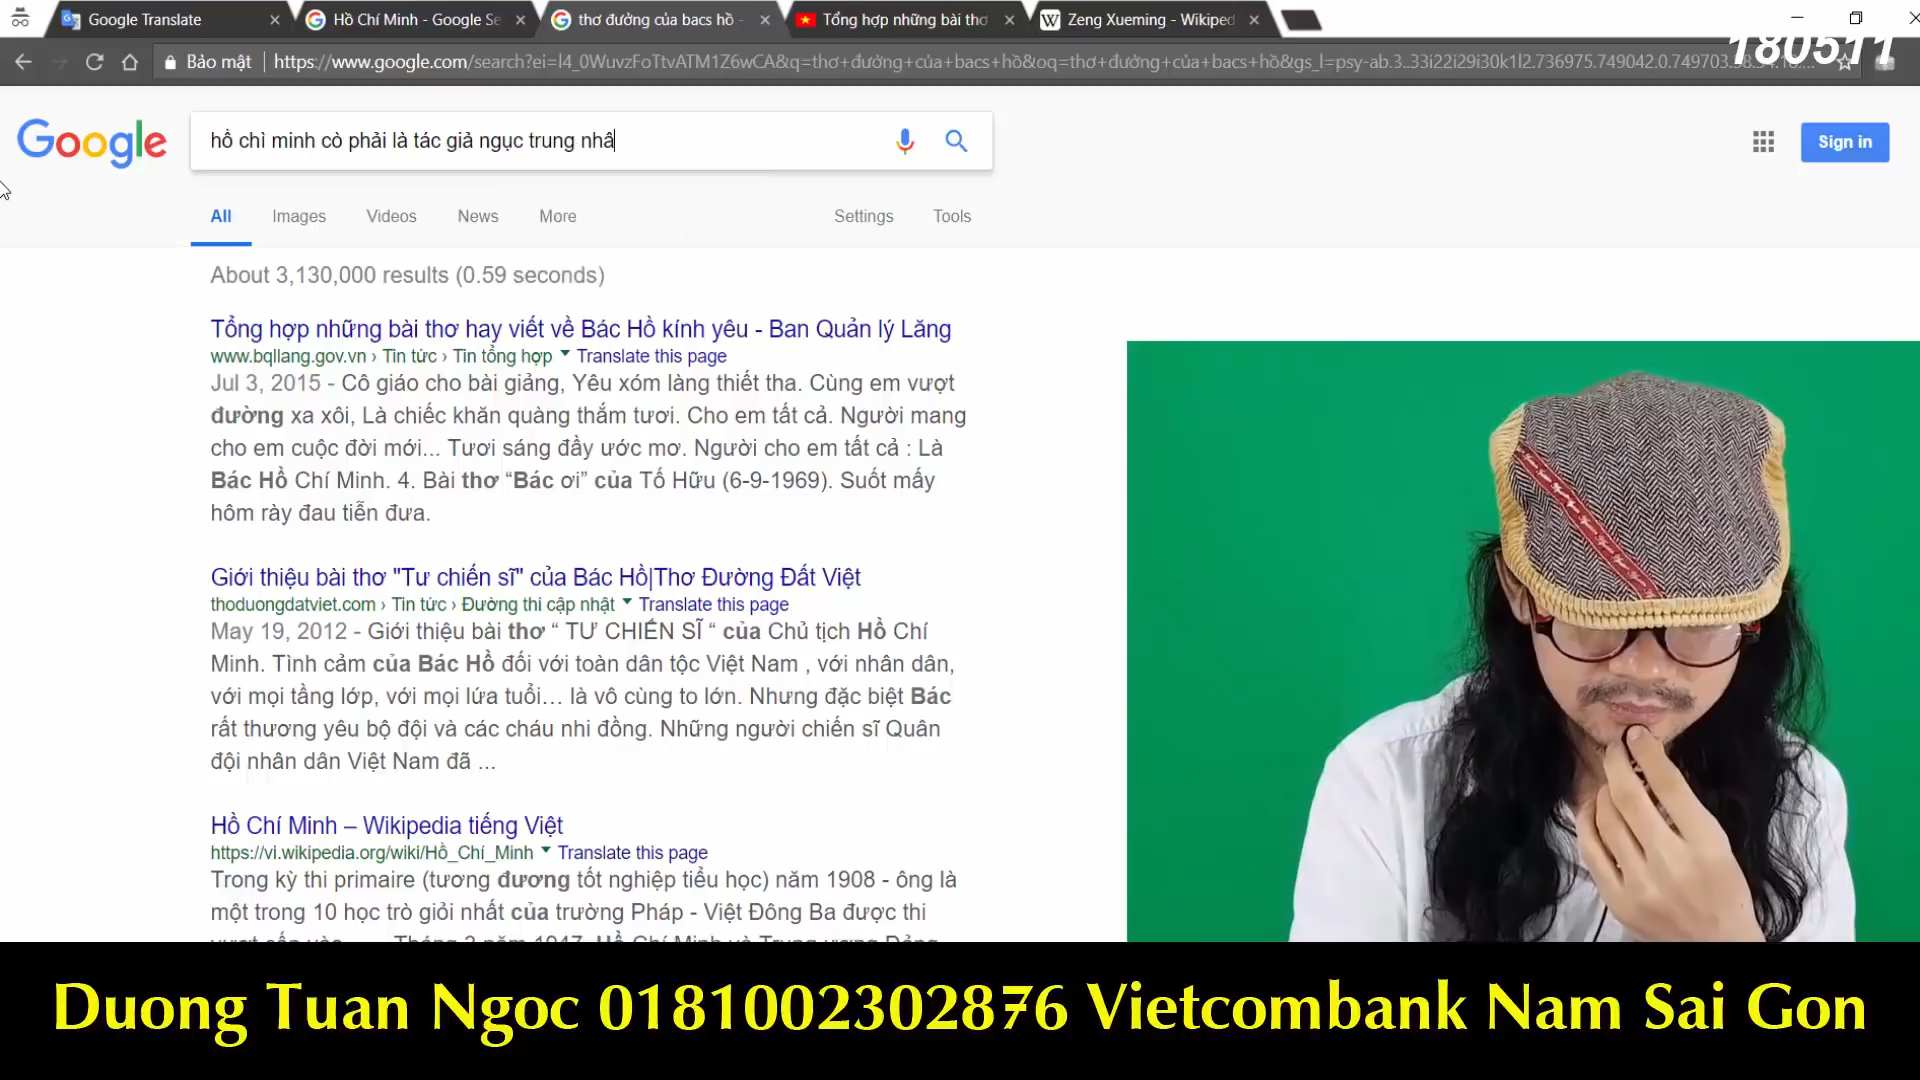 Google Translate
Hồ Chí Minh - Google Se
thơ đưởng của bacs hồ -
Tổng hợp những bài thơ
Zeng Xueming - Wikiped
180511
Bảo mật
https://www.google.com/search?ei=l4_0WuvzFoTtvATM1Z6wCA&q=thơ+đưởng+của+bacs+hồ&oq=thơ+đưởng+của+bacs+hồ&gs_l=psy-ab.3..33i22i29i30k1l2.736975.749042.0.749703.38.34.
Google
hồ chì minh cò phải là tác giả ngục trung nhâ
Sign in
All Images Videos News More Settings Tools
About 3,130,000 results (0.59 seconds)
Tổng hợp những bài thơ hay viết về Bác Hồ kính yêu - Ban Quản lý Lăng
www.bqllang.gov.vn › Tin tức › Tin tổng hợp Translate this page
Jul 3, 2015 - Cô giáo cho bài giảng, Yêu xóm làng thiết tha. Cùng em vượt
đường xa xôi, Là chiếc khăn quàng thắm tươi. Cho em tất cả. Người mang
cho em cuộc đời mới... Tươi sáng đầy ước mơ. Người cho em tất cả : Là
Bác Hồ Chí Minh. 4. Bài thơ “Bác ơi” của Tố Hữu (6-9-1969). Suốt mấy
hôm rày đau tiễn đưa.
Giới thiệu bài thơ "Tư chiến sĩ" của Bác Hồ|Thơ Đường Đất Việt
thoduongdatviet.com › Tin tức › Đường thi cập nhật Translate this page
May 19, 2012 - Giới thiệu bài thơ “ TƯ CHIẾN SĨ “ của Chủ tịch Hồ Chí
Minh. Tình cảm của Bác Hồ đối với toàn dân tộc Việt Nam , với nhân dân,
với mọi tầng lớp, với mọi lứa tuổi… là vô cùng to lớn. Nhưng đặc biệt Bác
rất thương yêu bộ đội và các cháu nhi đồng. Những người chiến sĩ Quân
đội nhân dân Việt Nam đã ...
Hồ Chí Minh – Wikipedia tiếng Việt
https://vi.wikipedia.org/wiki/Hồ_Chí_Minh Translate this page
Trong kỳ thi primaire (tương đương tốt nghiệp tiểu học) năm 1908 - ông là
một trong 10 học trò giỏi nhất của trường Pháp - Việt Đông Ba được thi
Duong Tuan Ngoc 0181002302876 Vietcombank Nam Sai Gon